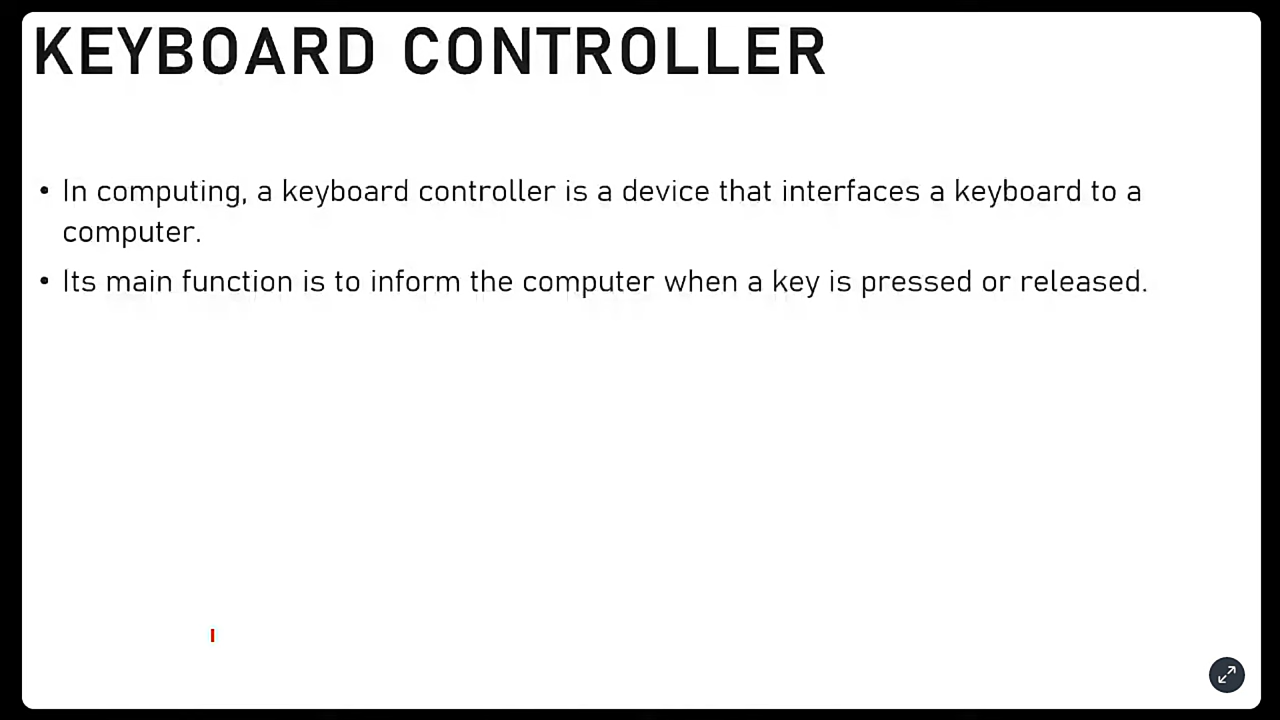 KEYBOARD CONTROLLER
• In computing, a keyboard controller is a device that interfaces a keyboard to a
computer.
• Its main function is to inform the computer when a key is pressed or released.